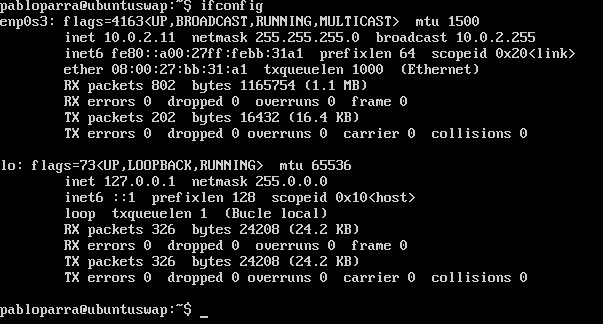 pabloparra@ubuntuswap:~$ ifconfig
enp0s3: flags=4163<UP,BROADCAST,RUNNING,MULTICAST>  mtu 1500
        inet 10.0.2.11  netmask 255.255.255.0  broadcast 10.0.2.255
        inet6 fe80::a00:27ff:febb:31a1  prefixlen 64  scopeid 0x20<link>
        ether 08:00:27:bb:31:a1  txqueuelen 1000  (Ethernet)
        RX packets 802  bytes 1165754 (1.1 MB)
        RX errors 0  dropped 0  overruns 0  frame 0
        TX packets 202  bytes 16432 (16.4 KB)
        TX errors 0  dropped 0 overruns 0  carrier 0  collisions 0

lo: flags=73<UP,LOOPBACK,RUNNING>  mtu 65536
        inet 127.0.0.1  netmask 255.0.0.0
        inet6 ::1  prefixlen 128  scopeid 0x10<host>
        loop  txqueuelen 1  (Bucle local)
        RX packets 326  bytes 24208 (24.2 KB)
        RX errors 0  dropped 0  overruns 0  frame 0
        TX packets 326  bytes 24208 (24.2 KB)
        TX errors 0  dropped 0 overruns 0  carrier 0  collisions 0

pabloparra@ubuntuswap:~$ _